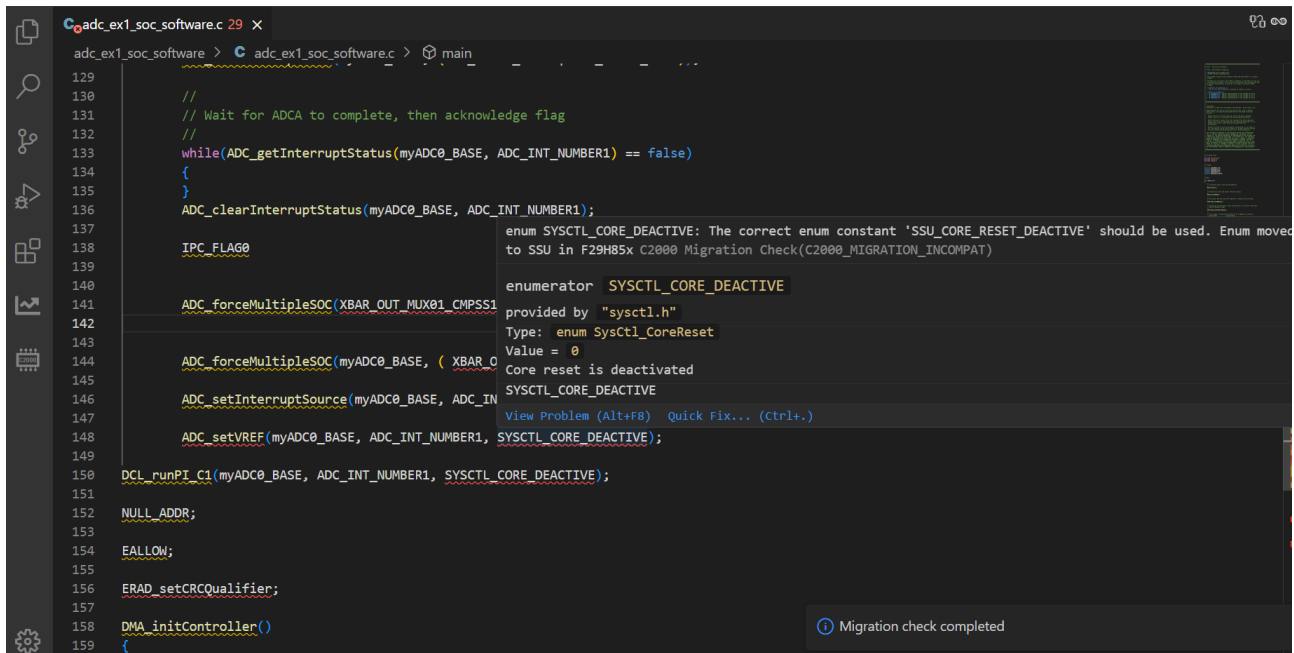 adc_ex1_soc_software.c 29 ×
adc_ex1_soc_software > C adc_ex1_soc_software.c > main
129
130 //
131 // Wait for ADCA to complete, then acknowledge flag
132 //
133 while(ADC_getInterruptStatus(myADC0_BASE, ADC_INT_NUMBER1) == false)
134 {
135 }
136 ADC_clearInterruptStatus(myADC0_BASE, ADC_INT_NUMBER1);
137
138 IPC_FLAG0
139
140
141 ADC_forceMultipleSOC(XBAR_OUT_MUX01_CMPSS1
142
143
144 ADC_forceMultipleSOC(myADC0_BASE, ( XBAR_O
145
146 ADC_setInterruptSource(myADC0_BASE, ADC_IN
147
148 ADC_setVREF(myADC0_BASE, ADC_INT_NUMBER1, SYSCTL_CORE_DEACTIVE);
149
150 DCL_runPI_C1(myADC0_BASE, ADC_INT_NUMBER1, SYSCTL_CORE_DEACTIVE);
151
152 NULL_ADDR;
153
154 EALLOW;
155
156 ERAD_setCRCQualifier;
157
158 DMA_initController()
159 {
enum SYSCTL_CORE_DEACTIVE: The correct enum constant 'SSU_CORE_RESET_DEACTIVE' should be used. Enum moved
to SSU in F29H85x C2000 Migration Check(C2000_MIGRATION_INCOMPAT)
enumerator SYSCTL_CORE_DEACTIVE
provided by "sysctl.h"
Type: enum SysCtl_CoreReset
Value = 0
Core reset is deactivated
SYSCTL_CORE_DEACTIVE
View Problem (Alt+F8) Quick Fix... (Ctrl+.)
Migration check completed